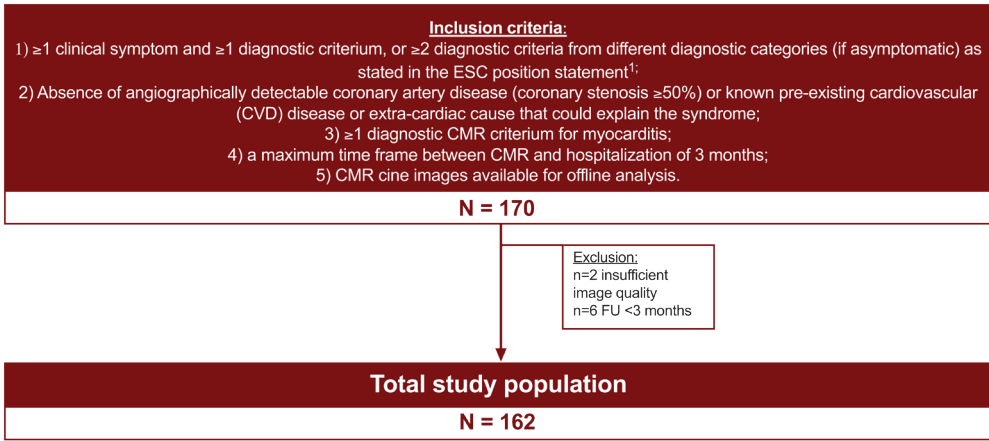 Inclusion criteria:
1) ≥1 clinical symptom and ≥1 diagnostic criterium, or ≥2 diagnostic criteria from different diagnostic categories (if asymptomatic) as
stated in the ESC position statement1;
2) Absence of angiographically detectable coronary artery disease (coronary stenosis ≥50%) or known pre-existing cardiovascular
(CVD) disease or extra-cardiac cause that could explain the syndrome;
3) ≥1 diagnostic CMR criterium for myocarditis;
4) a maximum time frame between CMR and hospitalization of 3 months;
5) CMR cine images available for offline analysis.
N = 170
Exclusion:
n=2 insufficient
image quality
n=6 FU <3 months
Total study population
N = 162